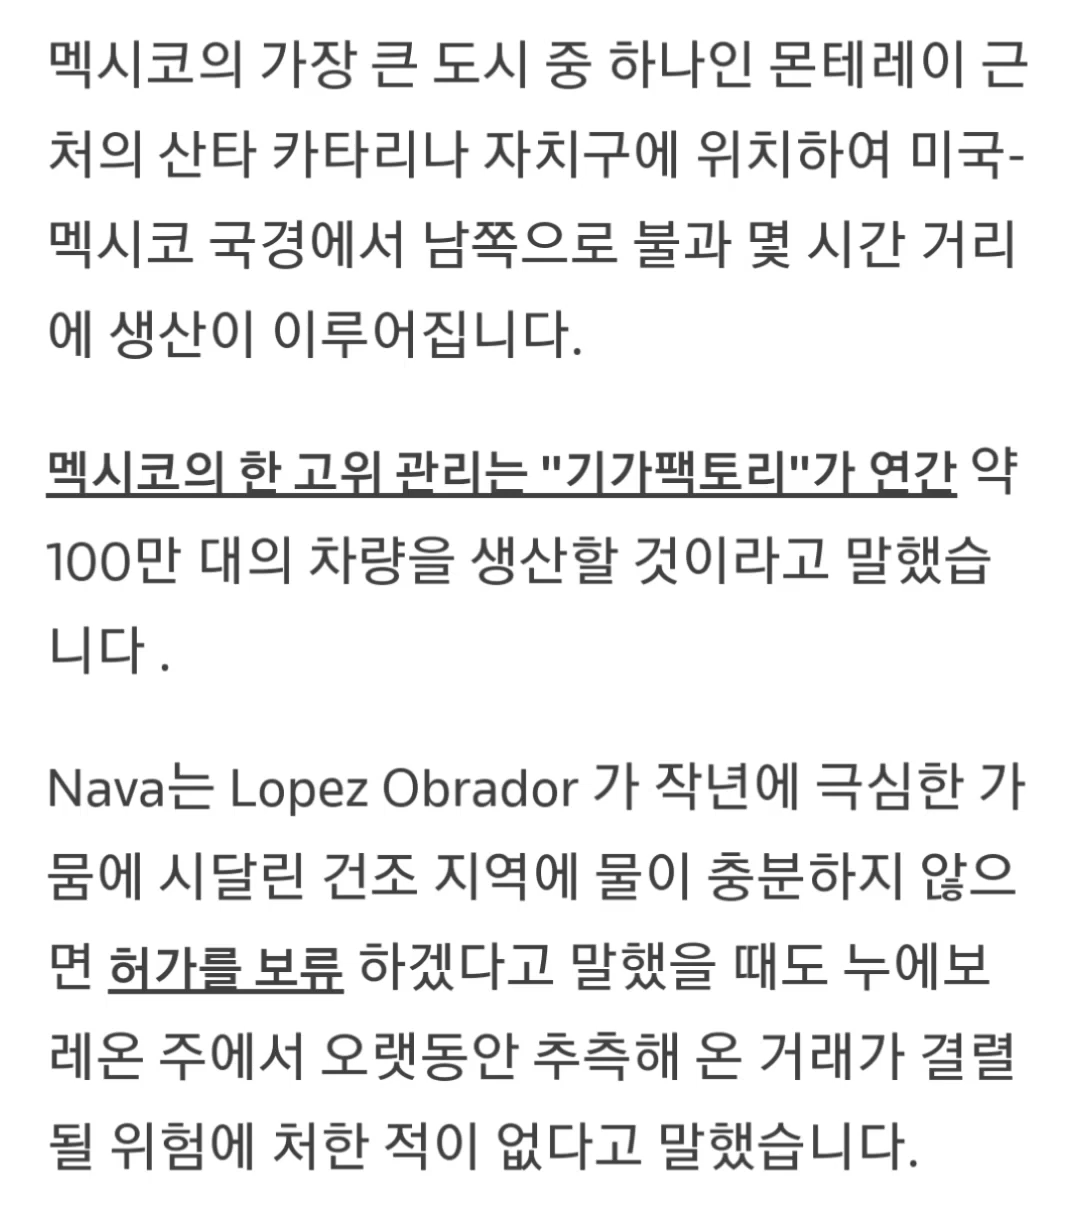 멕시코의 가장 큰 도시 중 하나인 몬테레이 근
처의 산타 카타리나 자치구에 위치하여 미국-
멕시코 국경에서 남쪽으로 불과 몇 시간 거리
에 생산이 이루어집니다.
멕시코의 한 고위 관리는 "기가팩토리"가 연간 약
100만 대의 차량을 생산할 것이라고 말했습
니다 .
Nava는 Lopez Obrador 가 작년에 극심한 가
뭄에 시달린 건조 지역에 물이 충분하지 않으
면 허가를 보류 하겠다고 말했을 때도 누에보
레온 주에서 오랫동안 추측해 온 거래가 결렬
될 위험에 처한 적이 없다고 말했습니다.